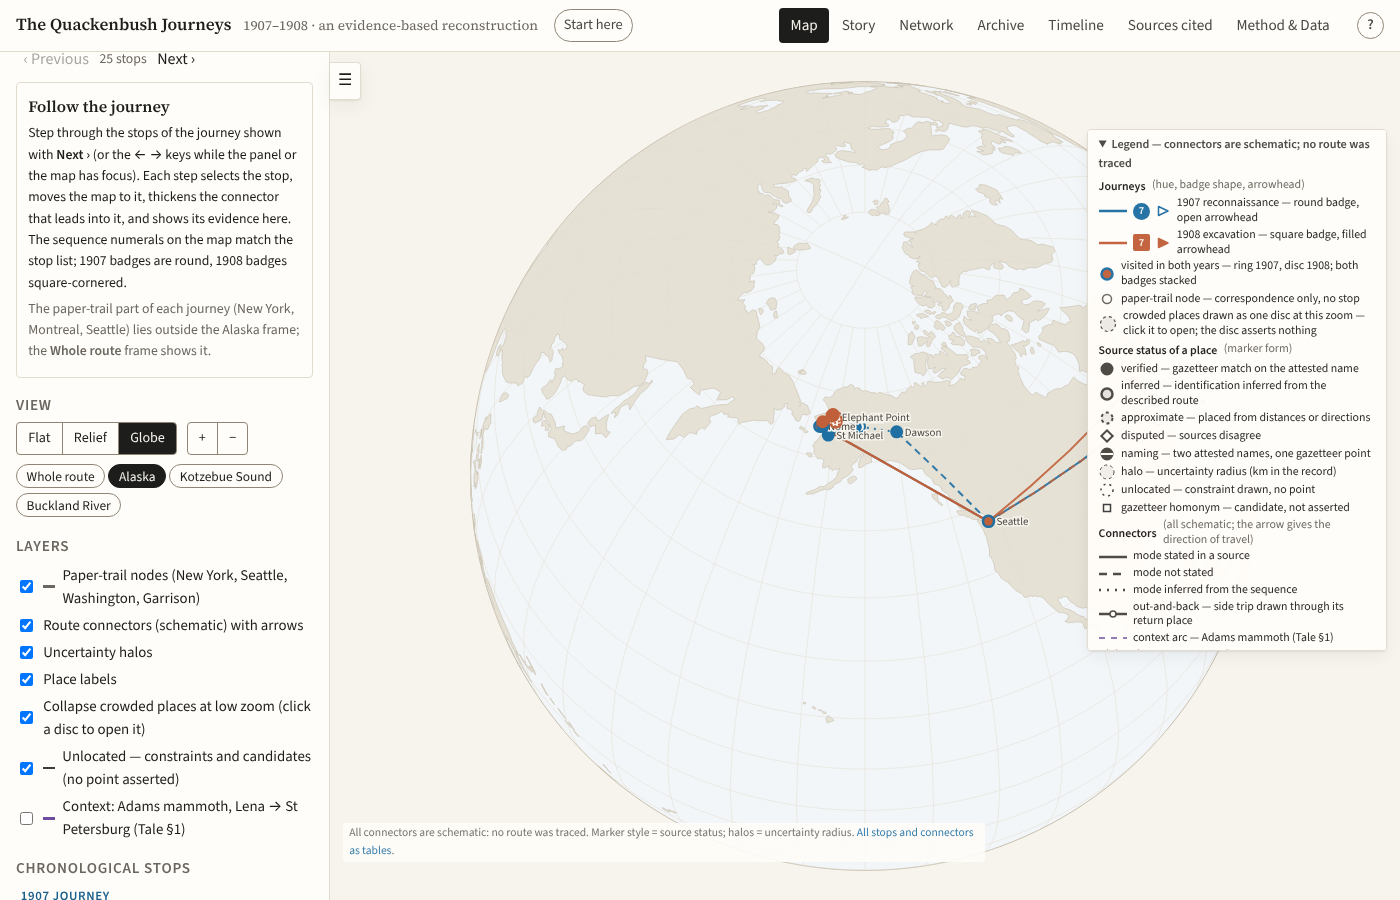 The Quackenbush Journeys 1907–1908 · an evidence-based reconstruction Start here Map Story Network Archive Timeline Sources cited Method & Data ?
‹ Previous 25 stops Next ›
Follow the journey
Step through the stops of the journey shown
with Next › (or the ← → keys while the panel or
the map has focus). Each step selects the stop,
moves the map to it, thickens the connector
that leads into it, and shows its evidence here.
The sequence numerals on the map match the
stop list; 1907 badges are round, 1908 badges
square-cornered.
The paper-trail part of each journey (New York,
Montreal, Seattle) lies outside the Alaska frame;
the Whole route frame shows it.
VIEW
Flat Relief Globe + −
Whole route Alaska Kotzebue Sound
Buckland River
LAYERS
Paper-trail nodes (New York, Seattle,
Washington, Garrison)
Route connectors (schematic) with arrows
Uncertainty halos
Place labels
Collapse crowded places at low zoom (click
a disc to open it)
Unlocated — constraints and candidates
(no point asserted)
Context: Adams mammoth, Lena → St
Petersburg (Tale §1)
CHRONOLOGICAL STOPS
1907 JOURNEY
☰
Elephant Point
Nome
St Michael
Dawson
Seattle
▼ Legend — connectors are schematic; no route was
traced
Journeys (hue, badge shape, arrowhead)
7 1907 reconnaissance — round badge,
open arrowhead
7 1908 excavation — square badge, filled
arrowhead
visited in both years — ring 1907, disc 1908; both
badges stacked
paper-trail node — correspondence only, no stop
crowded places drawn as one disc at this zoom —
click it to open; the disc asserts nothing
Source status of a place (marker form)
verified — gazetteer match on the attested name
inferred — identification inferred from the
described route
approximate — placed from distances or directions
disputed — sources disagree
naming — two attested names, one gazetteer point
halo — uncertainty radius (km in the record)
unlocated — constraint drawn, no point
gazetteer homonym — candidate, not asserted
Connectors (all schematic; the arrow gives the
direction of travel)
mode stated in a source
mode not stated
mode inferred from the sequence
out-and-back — side trip drawn through its
return place
context arc — Adams mammoth (Tale §1)
All connectors are schematic: no route was traced. Marker style = source status; halos = uncertainty radius. All stops and connectors
as tables.